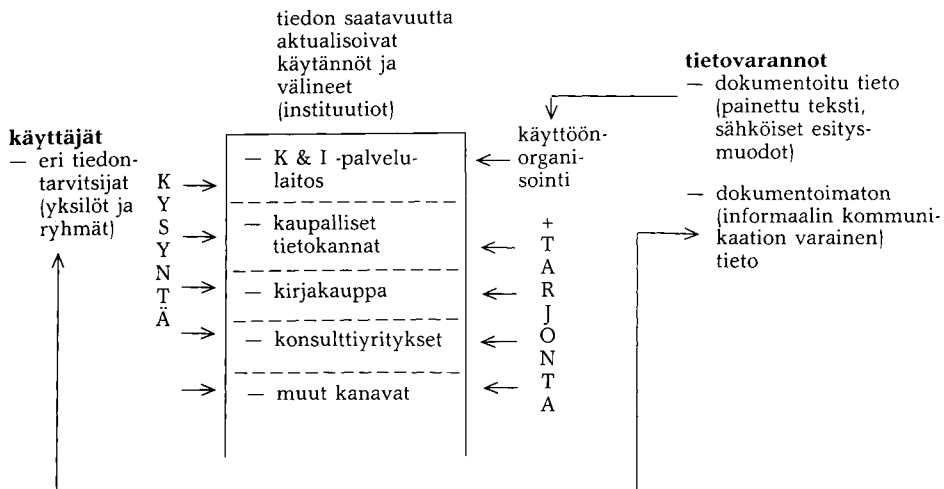 tiedon saatavuutta
aktualisoivat
käytännöt ja
välineet
(instituutiot)
käyttäjät
— eri tiedon-
tarvitsijat
(yksilöt ja
ryhmät)
K
Y
S
Y
N
T
Ä
— K & I -palvelu-
laitos
— kaupalliset
tietokannat
— kirjakauppa
— konsulttiyritykset
— muut kanavat
käyttöön-
organi-
sointi
+
T
A
R
J
O
N
T
A
tietovarannot
— dokumentoitu tieto
(painettu teksti,
sähköiset esitys-
muodot)
— dokumentoimaton
(informaalin kommuni-
kaation varainen)
tieto